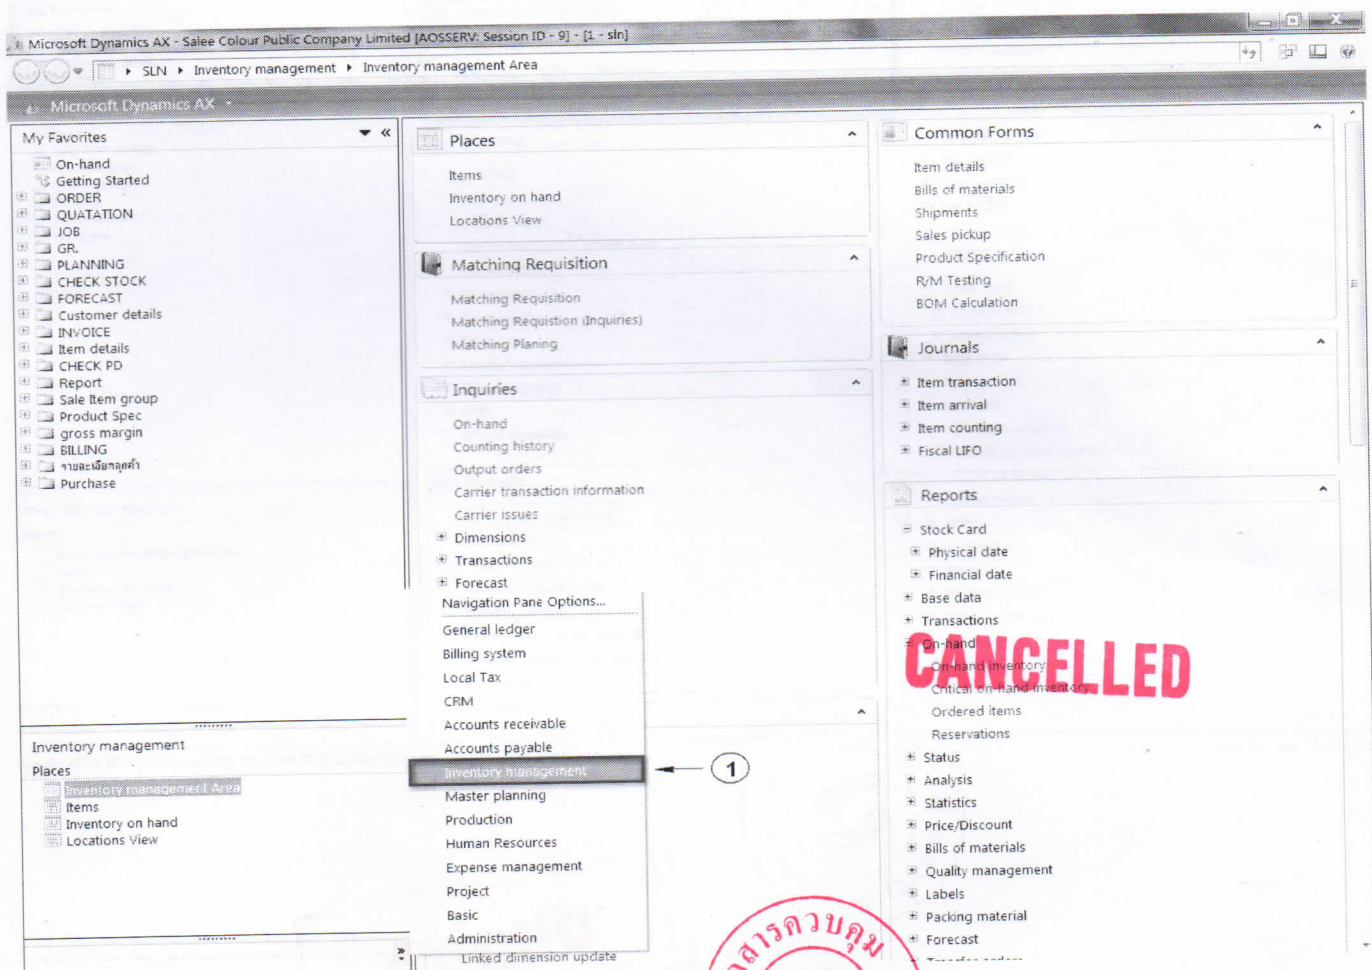 Microsoft Dynamics AX - Salee Colour Public Company Limited [AOSSERV: Session ID - 9] - [1 - sln]
SLN ▸ Inventory management ▸ Inventory management Area
Microsoft Dynamics AX
My Favorites
On-hand
Getting Started
ORDER
QUATATION
JOB
GR.
PLANNING
CHECK STOCK
FORECAST
Customer details
INVOICE
Item details
CHECK PD
Report
Sale Item group
Product Spec
gross margin
BILLING
รายละเอียดลูกค้า
Purchase
Inventory management
Places
Inventory management Area
Items
Inventory on hand
Locations View
Places
Items
Inventory on hand
Locations View
Matching Requisition
Matching Requisition
Matching Requistion (Inquiries)
Matching Planing
Inquiries
On-hand
Counting history
Output orders
Carrier transaction information
Carrier issues
Dimensions
Transactions
Forecast
Navigation Pane Options...
General ledger
Billing system
Local Tax
CRM
Accounts receivable
Accounts payable
Inventory management
1
Master planning
Production
Human Resources
Expense management
Project
Basic
Administration
Linked dimension update
Common Forms
Item details
Bills of materials
Shipments
Sales pickup
Product Specification
R/M Testing
BOM Calculation
Journals
Item transaction
Item arrival
Item counting
Fiscal LIFO
Reports
Stock Card
Physical date
Financial date
Base data
Transactions
On-hand
CANCELLED
On-hand inventory
Critical on-hand inventory
Ordered items
Reservations
Status
Analysis
Statistics
Price/Discount
Bills of materials
Quality management
Labels
Packing material
Forecast
Transfer orders
สารควบคุม